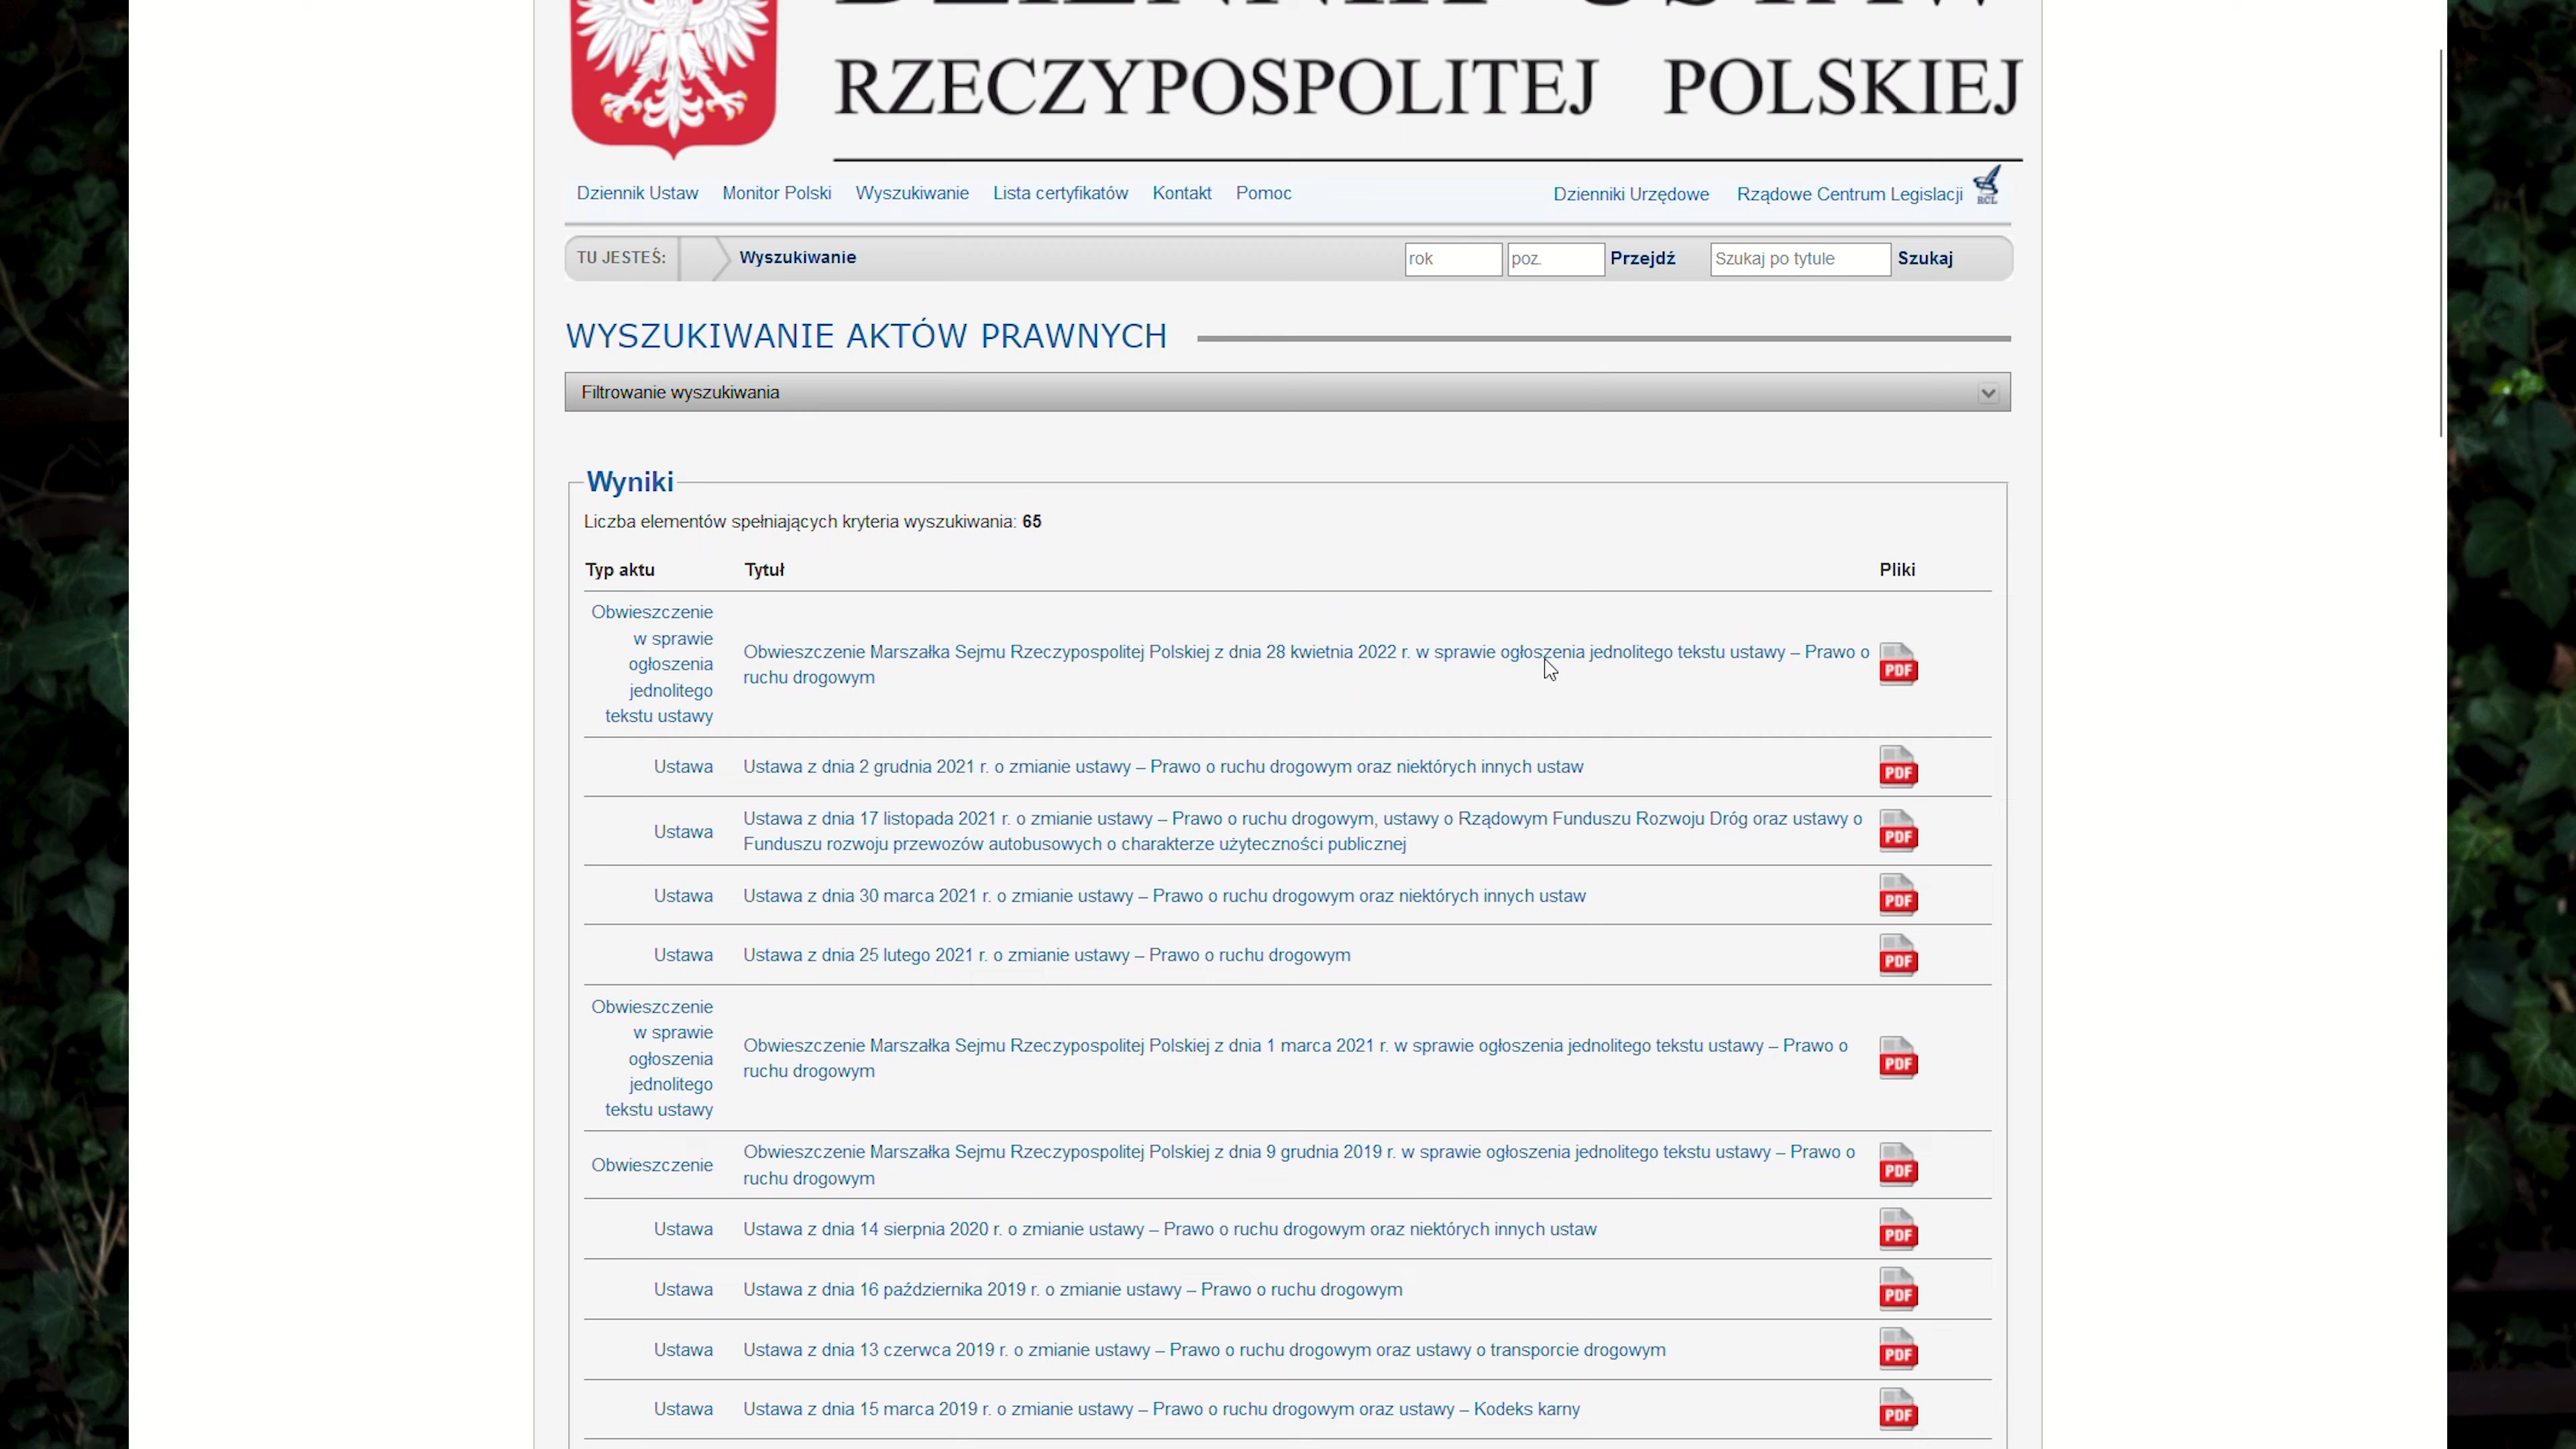 RZECZYPOSPOLITEJ POLSKIEJ
Dziennik Ustaw Monitor Polski Wyszukiwanie Lista certyfikatów Kontakt Pomoc Dzienniki Urzędowe Rządowe Centrum Legislacji RCL
TU JESTEŚ: Wyszukiwanie rok poz. Przejdź Szukaj po tytule Szukaj
WYSZUKIWANIE AKTÓW PRAWNYCH
Filtrowanie wyszukiwania
Wyniki
Liczba elementów spełniających kryteria wyszukiwania: 65
Typ aktu Tytuł Pliki
Obwieszczenie
w sprawie
ogłoszenia
jednolitego
tekstu ustawy
Obwieszczenie Marszałka Sejmu Rzeczypospolitej Polskiej z dnia 28 kwietnia 2022 r. w sprawie ogłoszenia jednolitego tekstu ustawy – Prawo o
ruchu drogowym
PDF
Ustawa Ustawa z dnia 2 grudnia 2021 r. o zmianie ustawy – Prawo o ruchu drogowym oraz niektórych innych ustaw PDF
Ustawa
Ustawa z dnia 17 listopada 2021 r. o zmianie ustawy – Prawo o ruchu drogowym, ustawy o Rządowym Funduszu Rozwoju Dróg oraz ustawy o
Funduszu rozwoju przewozów autobusowych o charakterze użyteczności publicznej
PDF
Ustawa Ustawa z dnia 30 marca 2021 r. o zmianie ustawy – Prawo o ruchu drogowym oraz niektórych innych ustaw PDF
Ustawa Ustawa z dnia 25 lutego 2021 r. o zmianie ustawy – Prawo o ruchu drogowym PDF
Obwieszczenie
w sprawie
ogłoszenia
jednolitego
tekstu ustawy
Obwieszczenie Marszałka Sejmu Rzeczypospolitej Polskiej z dnia 1 marca 2021 r. w sprawie ogłoszenia jednolitego tekstu ustawy – Prawo o
ruchu drogowym
PDF
Obwieszczenie
Obwieszczenie Marszałka Sejmu Rzeczypospolitej Polskiej z dnia 9 grudnia 2019 r. w sprawie ogłoszenia jednolitego tekstu ustawy – Prawo o
ruchu drogowym
PDF
Ustawa Ustawa z dnia 14 sierpnia 2020 r. o zmianie ustawy – Prawo o ruchu drogowym oraz niektórych innych ustaw PDF
Ustawa Ustawa z dnia 16 października 2019 r. o zmianie ustawy – Prawo o ruchu drogowym PDF
Ustawa Ustawa z dnia 13 czerwca 2019 r. o zmianie ustawy – Prawo o ruchu drogowym oraz ustawy o transporcie drogowym PDF
Ustawa Ustawa z dnia 15 marca 2019 r. o zmianie ustawy – Prawo o ruchu drogowym oraz ustawy – Kodeks karny PDF